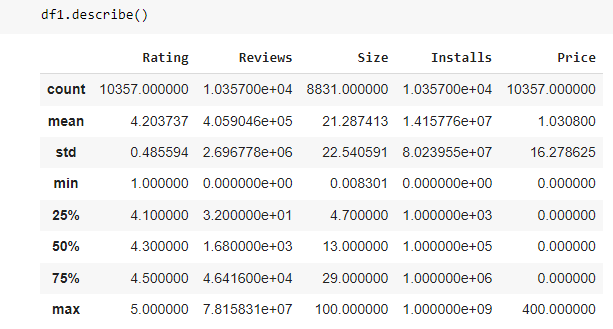 df1.describe()
Rating Reviews Size Installs Price
count 10357.000000 1.035700e+04 8831.000000 1.035700e+04 10357.000000
mean 4.203737 4.059046e+05 21.287413 1.415776e+07 1.030800
std 0.485594 2.696778e+06 22.540591 8.023955e+07 16.278625
min 1.000000 0.000000e+00 0.008301 0.000000e+00 0.000000
25% 4.100000 3.200000e+01 4.700000 1.000000e+03 0.000000
50% 4.300000 1.680000e+03 13.000000 1.000000e+05 0.000000
75% 4.500000 4.641600e+04 29.000000 1.000000e+06 0.000000
max 5.000000 7.815831e+07 100.000000 1.000000e+09 400.000000